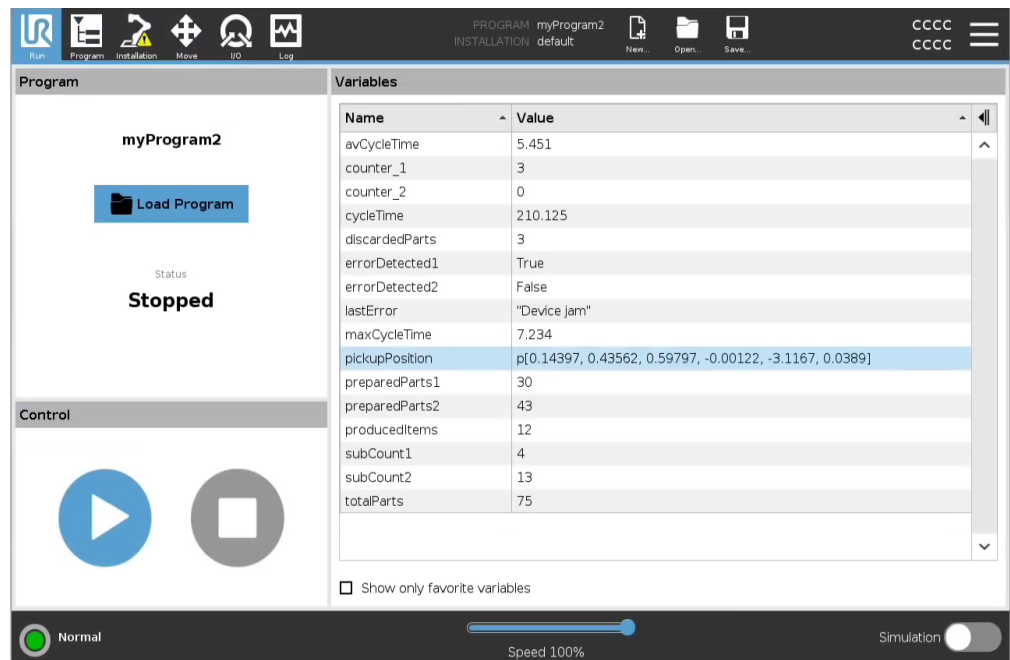 PROGRAM myProgram2
INSTALLATION default
CCCC
CCCC
UR
Run
Program
Installation
Move
I/O
Log
New...
Open...
Save...
Program
myProgram2
Load Program
Status
Stopped
Control
Variables
Name Value
avCycleTime 5.451
counter_1 3
counter_2 0
cycleTime 210.125
discardedParts 3
errorDetected1 True
errorDetected2 False
lastError "Device jam"
maxCycleTime 7.234
pickupPosition p[0.14397, 0.43562, 0.59797, -0.00122, -3.1167, 0.0389]
preparedParts1 30
preparedParts2 43
producedItems 12
subCount1 4
subCount2 13
totalParts 75
Show only favorite variables
Normal
Speed 100%
Simulation